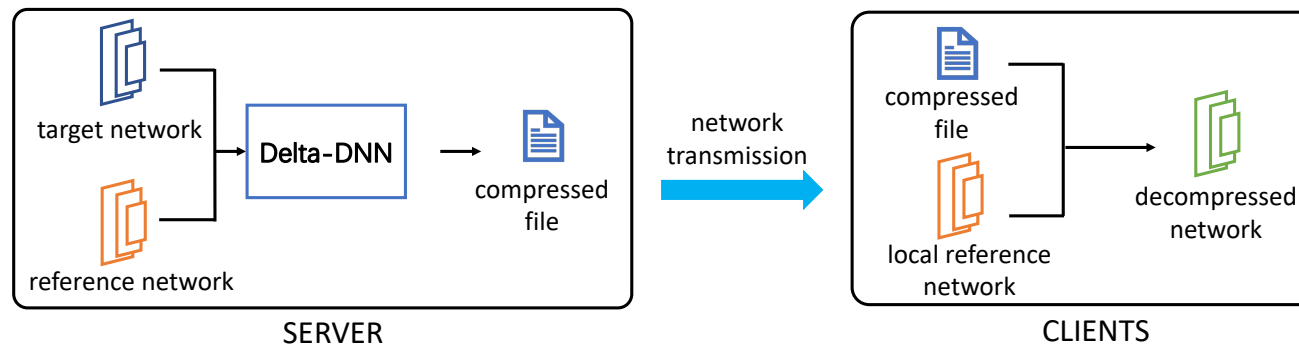 target network
reference network
Delta-DNN
compressed
file
SERVER
network
transmission
compressed
file
local reference
network
decompressed
network
CLIENTS